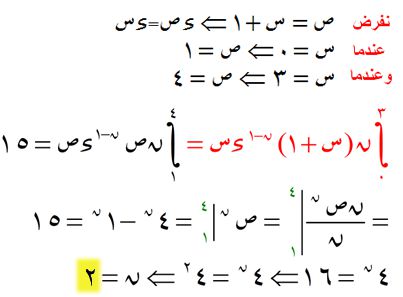 نفرض ص = س + ١ ⇐ ءص = ءس
عندما س = ٠ ⇐ ص = ١
وعندما س = ٣ ⇐ ص = ٤
∫٠^٣ ن(س + ١)^(ن−١) ءس = ∫١^٤ ن ص^(ن−١) ءص = ١٥
= [ن ص^ن / ن]١^٤ = ص^ن |١^٤ = ٤^ن − ١^ن = ١٥
٤^ن = ١٦ ⇐ ٤^ن = ٤^٢ ⇐ ن = ٢